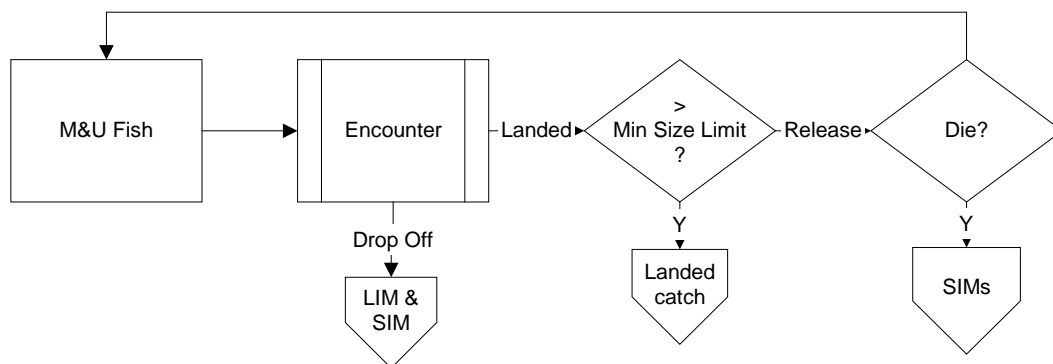 M&U Fish
Encounter
Landed
>
Min Size Limit
?
Release
Die?
Drop Off
Y
Y
LIM &
SIM
Landed
catch
SIMs